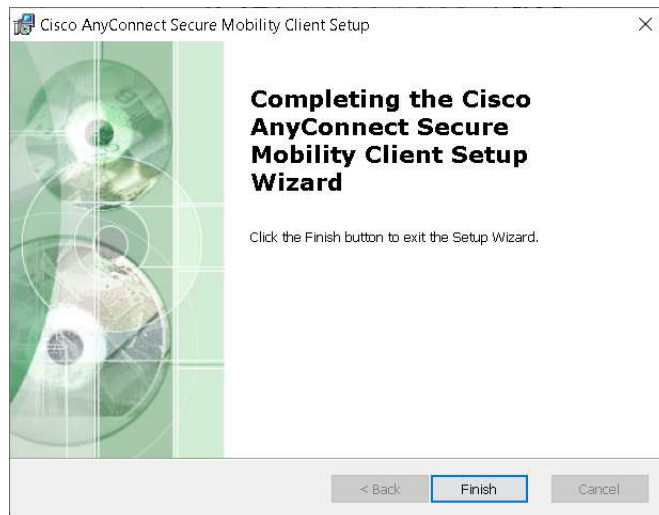 Cisco AnyConnect Secure Mobility Client Setup
Completing the Cisco
AnyConnect Secure
Mobility Client Setup
Wizard
Click the Finish button to exit the Setup Wizard.
< Back
Finish
Cancel